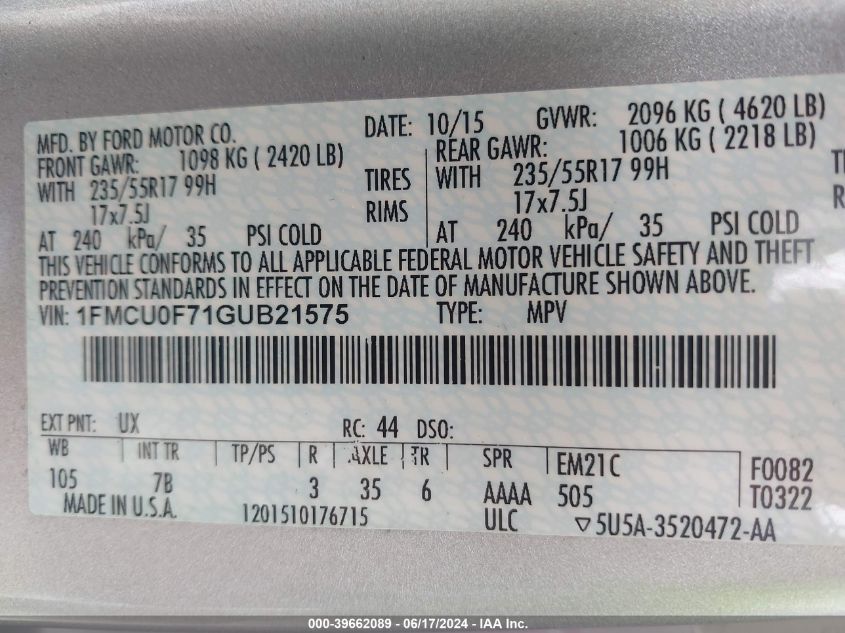 MFD. BY FORD MOTOR CO. DATE: 10/15 GVWR: 2096 KG ( 4620 LB)
FRONT GAWR: 1098 KG ( 2420 LB) REAR GAWR: 1006 KG ( 2218 LB)
WITH 235/55R17 99H TIRES WITH 235/55R17 99H
17x7.5J RIMS 17x7.5J
AT 240 kPa/ 35 PSI COLD AT 240 kPa/ 35 PSI COLD
THIS VEHICLE CONFORMS TO ALL APPLICABLE FEDERAL MOTOR VEHICLE SAFETY AND THEFT
PREVENTION STANDARDS IN EFFECT ON THE DATE OF MANUFACTURE SHOWN ABOVE.
VIN: 1FMCU0F71GUB21575 TYPE: MPV
EXT PNT: UX RC: 44 DSO:
WB INT TR TP/PS R AXLE TR SPR EM21C F0082
105 7B 3 35 6 AAAA 505 T0322
MADE IN U.S.A. 1201510176715 ULC ▽5U5A-3520472-AA
000-39662089 - 06/17/2024 - IAA Inc.